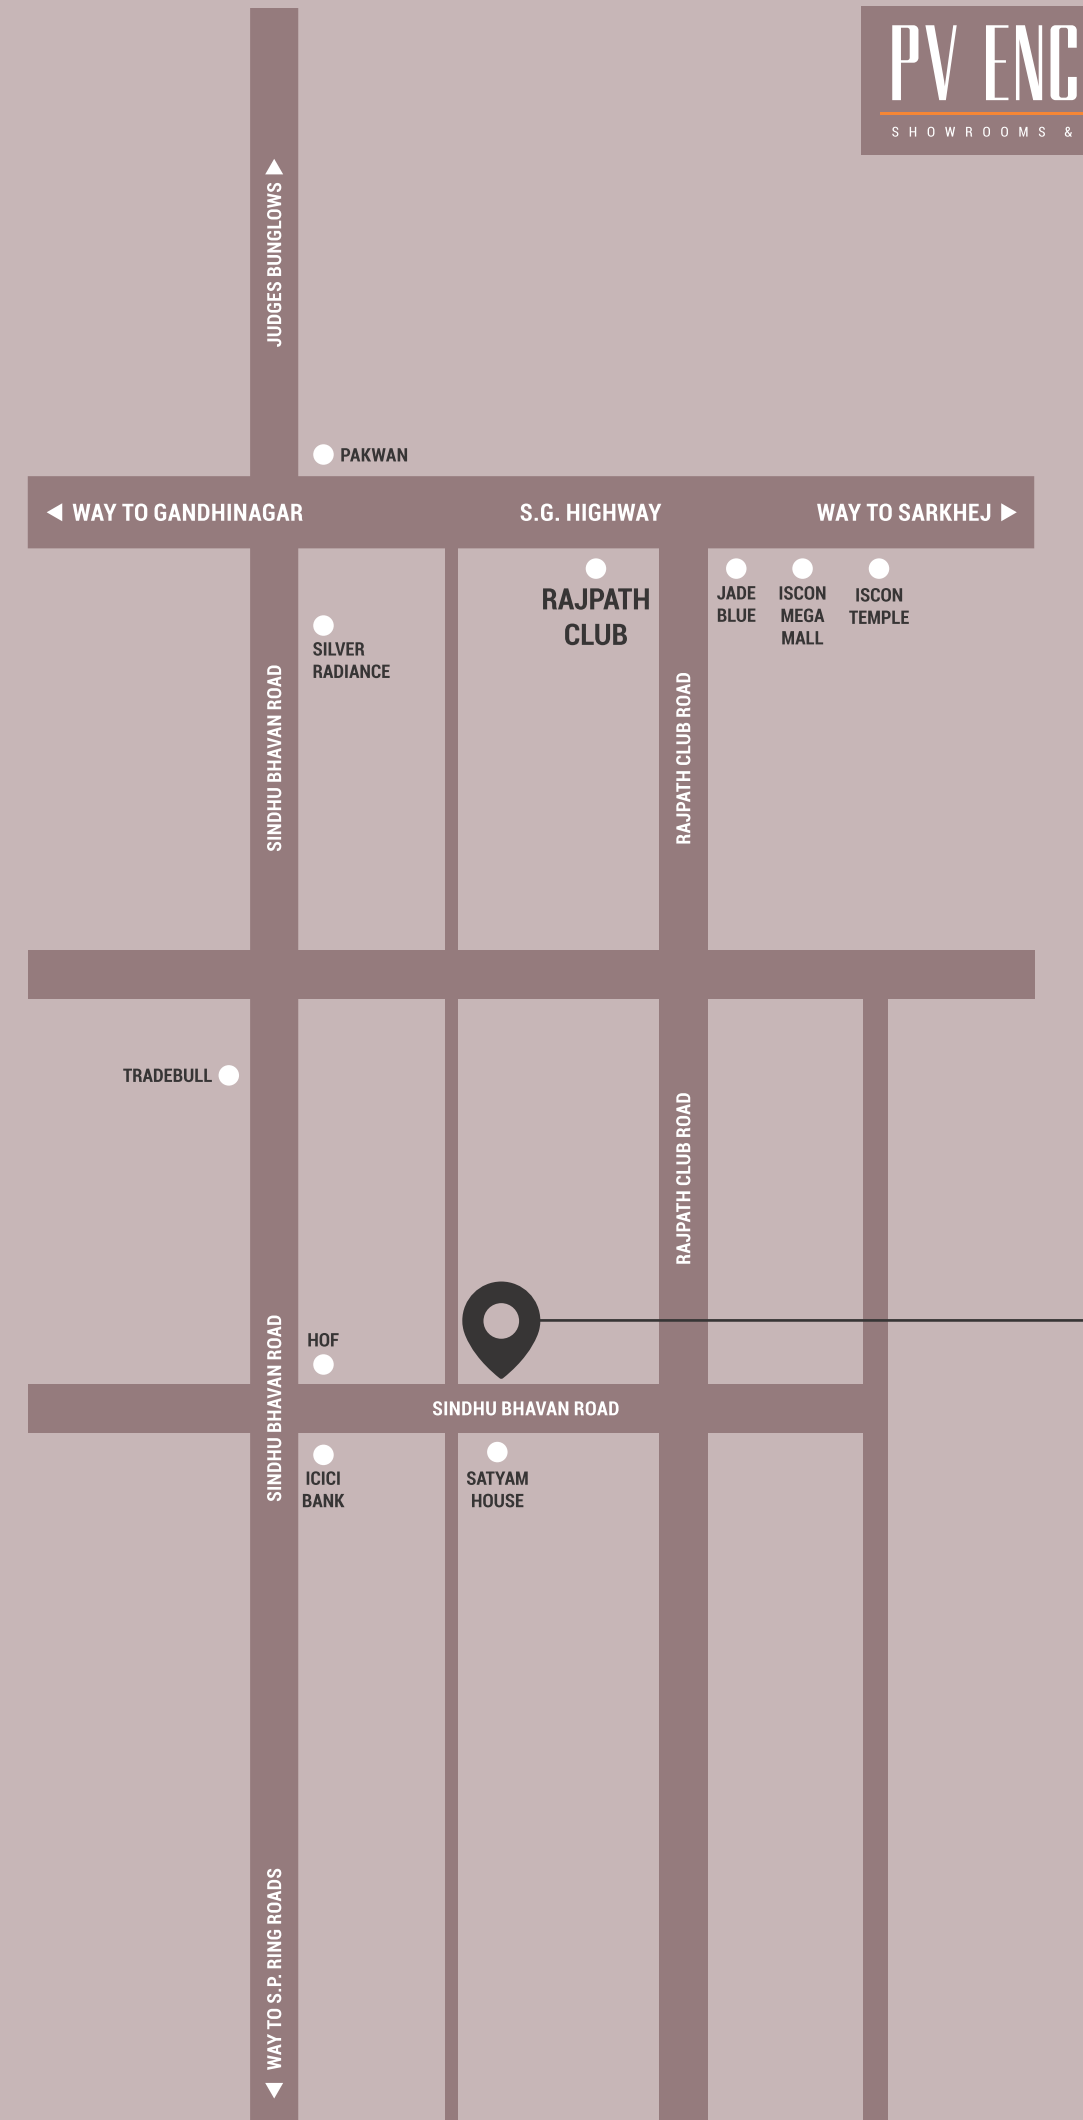 PV ENC
SHOWROOMS &
JUDGES BUNGLOWS
PAKWAN
WAY TO GANDHINAGAR
S.G. HIGHWAY
WAY TO SARKHEJ
RAJPATH
CLUB
JADE
BLUE
ISCON
MEGA
MALL
ISCON
TEMPLE
SILVER
RADIANCE
SINDHU BHAVAN ROAD
RAJPATH CLUB ROAD
TRADEBULL
RAJPATH CLUB ROAD
SINDHU BHAVAN ROAD
HOF
SINDHU BHAVAN ROAD
ICICI
BANK
SATYAM
HOUSE
WAY TO S.P. RING ROADS